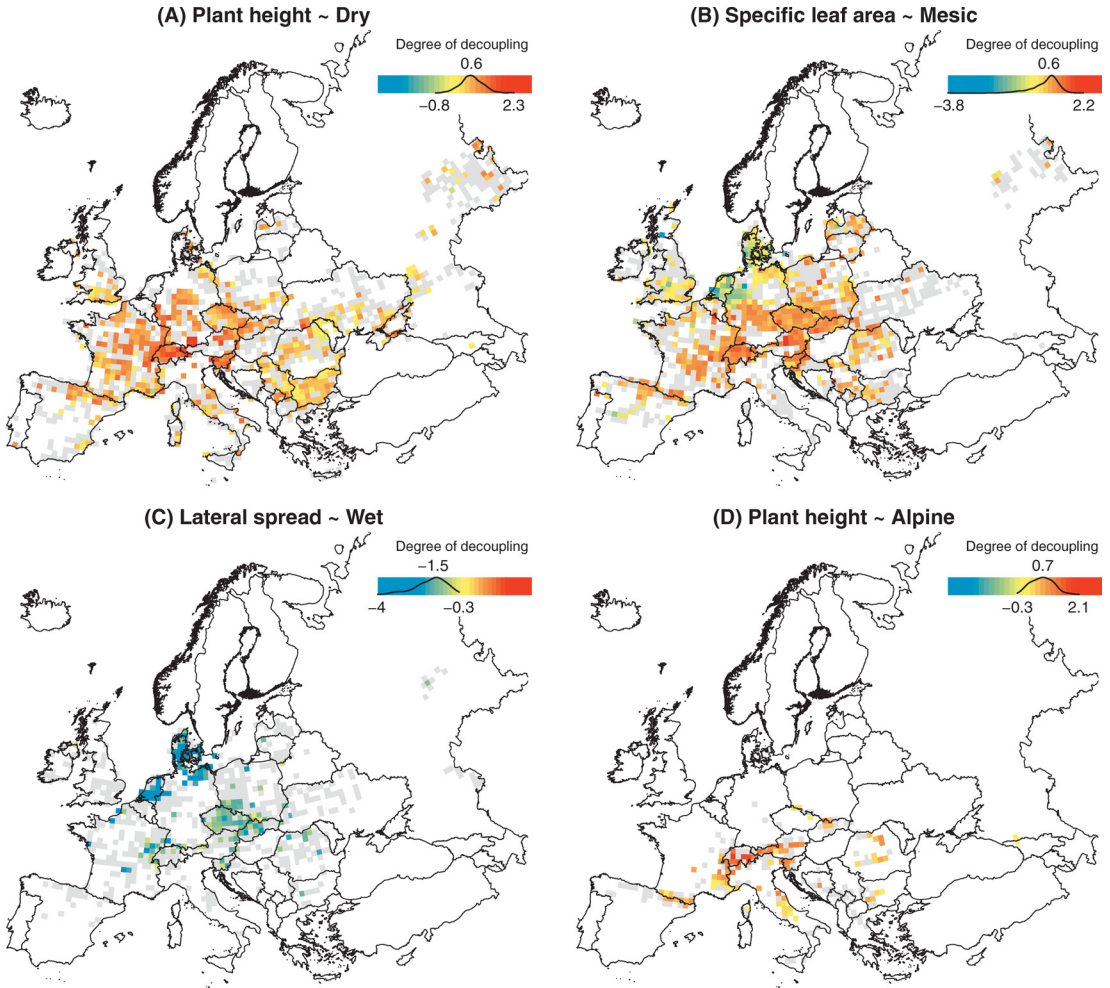 (A) Plant height ~ Dry
Degree of decoupling
0.6
−0.8 2.3
(B) Specific leaf area ~ Mesic
Degree of decoupling
0.6
−3.8 2.2
(C) Lateral spread ~ Wet
Degree of decoupling
−1.5
−4 −0.3
(D) Plant height ~ Alpine
Degree of decoupling
0.7
−0.3 2.1